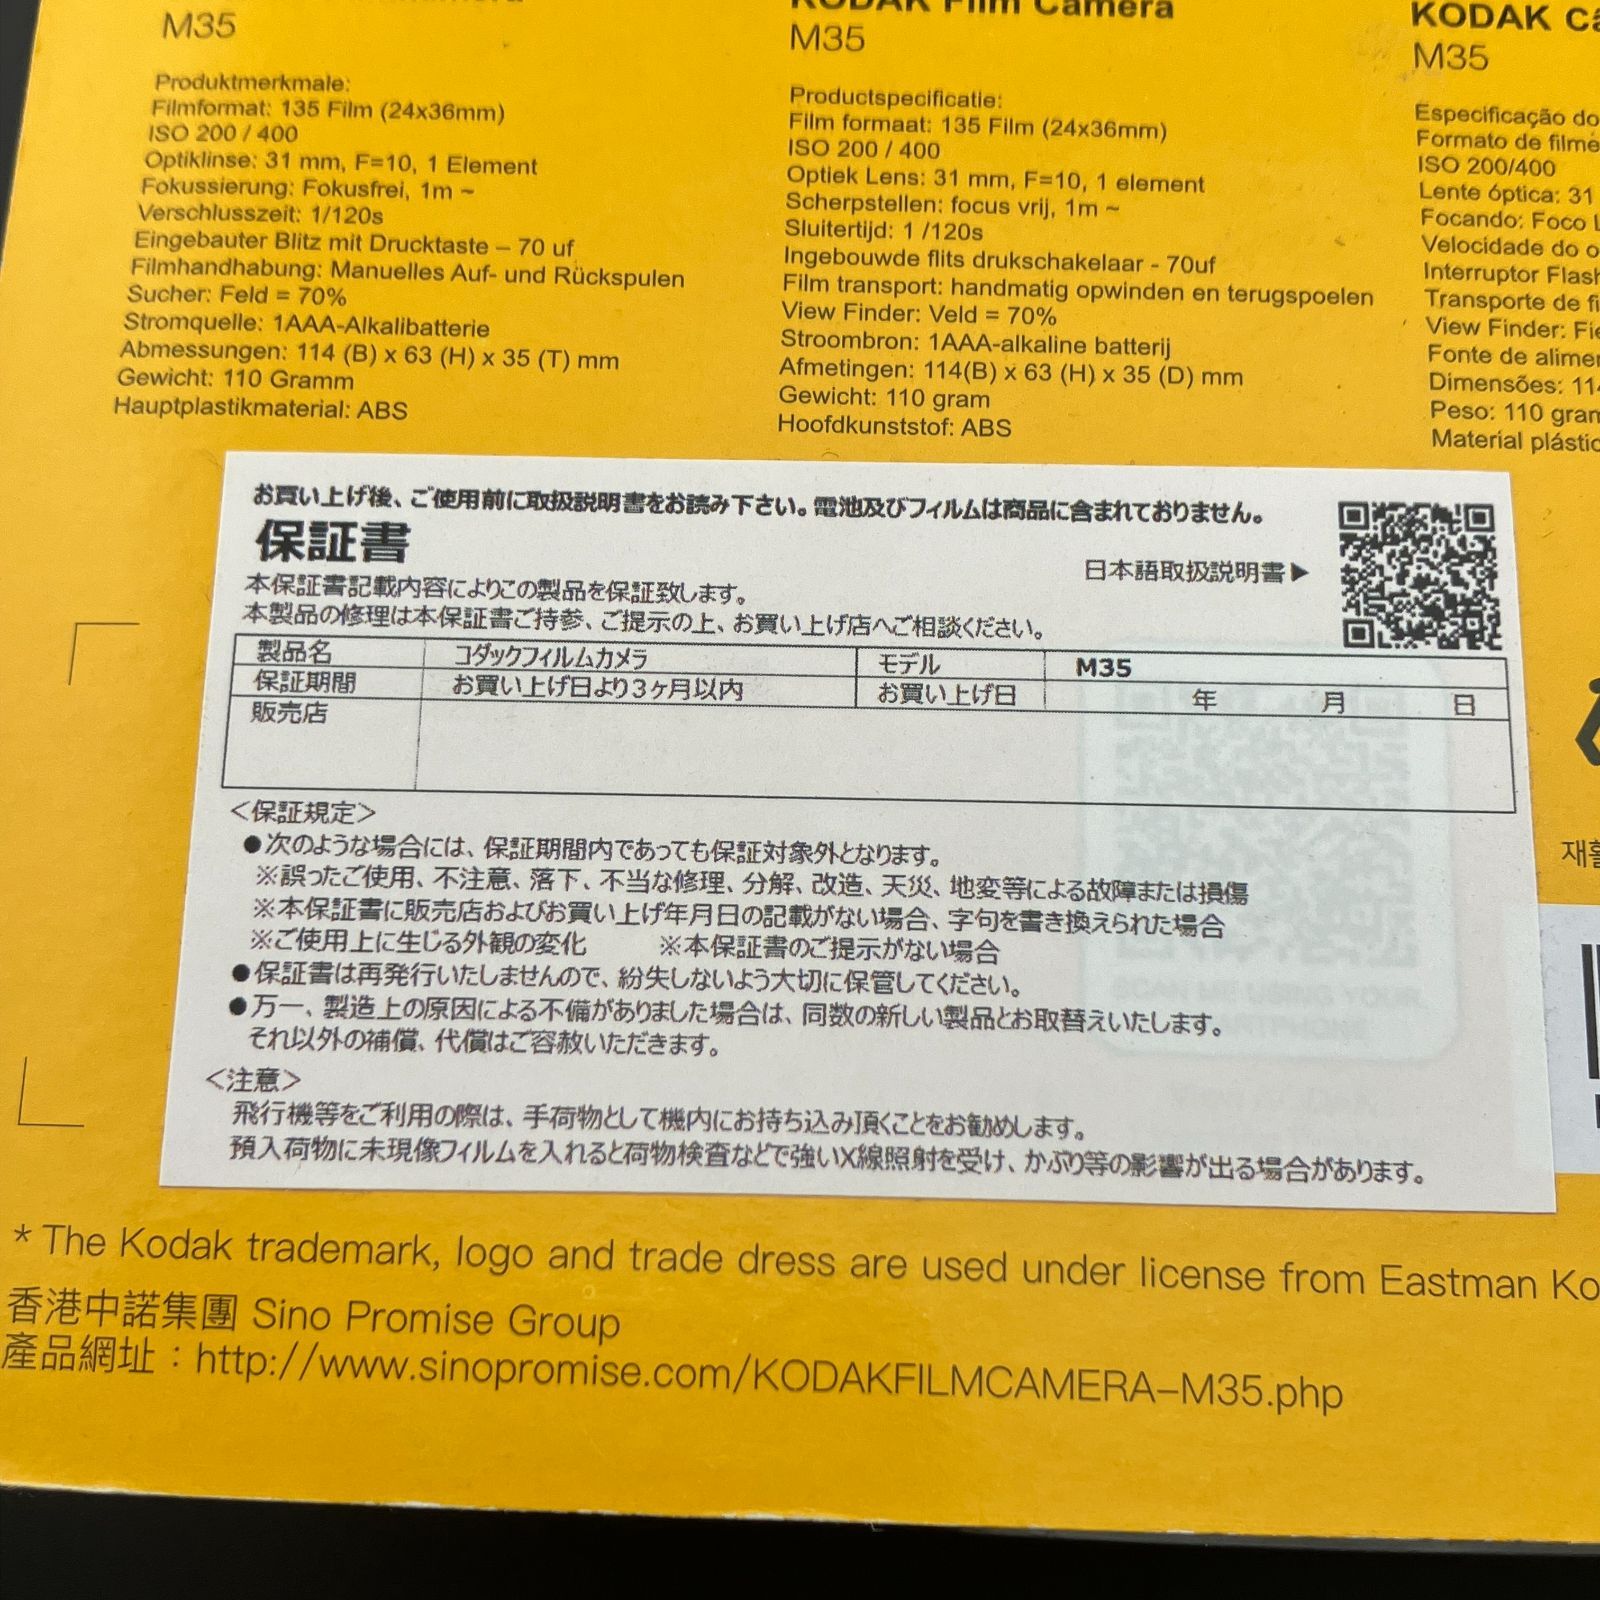 M35
Produktmerkmale:
Filmformat: 135 Film (24x36mm)
ISO 200 / 400
Optiklinse: 31 mm, F=10, 1 Element
Fokussierung: Fokusfrei, 1m ~
Verschlusszeit: 1/120s
Eingebauter Blitz mit Drucktaste – 70 uf
Filmhandhabung: Manuelles Auf- und Rückspulen
Sucher: Feld = 70%
Stromquelle: 1AAA-Alkalibatterie
Abmessungen: 114 (B) x 63 (H) x 35 (T) mm
Gewicht: 110 Gramm
Hauptplastikmaterial: ABS
KODAK Film Camera
M35
Productspecificatie:
Film formaat: 135 Film (24x36mm)
ISO 200 / 400
Optiek Lens: 31 mm, F=10, 1 element
Scherpstellen: focus vrij, 1m ~
Sluitertijd: 1 /120s
Ingebouwde flits drukschakelaar - 70uf
Film transport: handmatig opwinden en terugspoelen
View Finder: Veld = 70%
Stroombron: 1AAA-alkaline batterij
Afmetingen: 114(B) x 63 (H) x 35 (D) mm
Gewicht: 110 gram
Hoofdkunststof: ABS
KODAK
M35
Especificação do
Formato de filme
ISO 200/400
Lente óptica: 31
Focando: Foco
Velocidade do
Interruptor Flash
Transporte de
View Finder:
Fonte de
Dimensões:
Peso: 110
Material
お買い上げ後、ご使用前に取扱説明書をお読み下さい。電池及びフィルムは商品に含まれておりません。
保証書
日本語取扱説明書▶
本保証書記載内容によりこの製品を保証致します。
本製品の修理は本保証書ご持参、ご提示の上、お買い上げ店へご相談ください。
製品名 コダックフィルムカメラ モデル M35
保証期間 お買い上げ日より3ヶ月以内 お買い上げ日 年 月 日
販売店
＜保証規定＞
●次のような場合には、保証期間内であっても保証対象外となります。
※誤ったご使用、不注意、落下、不当な修理、分解、改造、天災、地変等による故障または損傷
※本保証書に販売店およびお買い上げ年月日の記載がない場合、字句を書き換えられた場合
※ご使用上に生じる外観の変化 ※本保証書のご提示がない場合
●保証書は再発行いたしませんので、紛失しないよう大切に保管してください。
●万一、製造上の原因による不備がありました場合は、同数の新しい製品とお取替えいたします。
それ以外の補償、代償はご容赦いただきます。
＜注意＞
飛行機等をご利用の際は、手荷物として機内にお持ち込み頂くことをお勧めします。
預入荷物に未現像フィルムを入れると荷物検査などで強いX線照射を受け、かぶり等の影響が出る場合があります。
* The Kodak trademark, logo and trade dress are used under license from Eastman
香港中諾集團 Sino Promise Group
產品網址：http://www.sinopromise.com/KODAKFILMCAMERA-M35.php